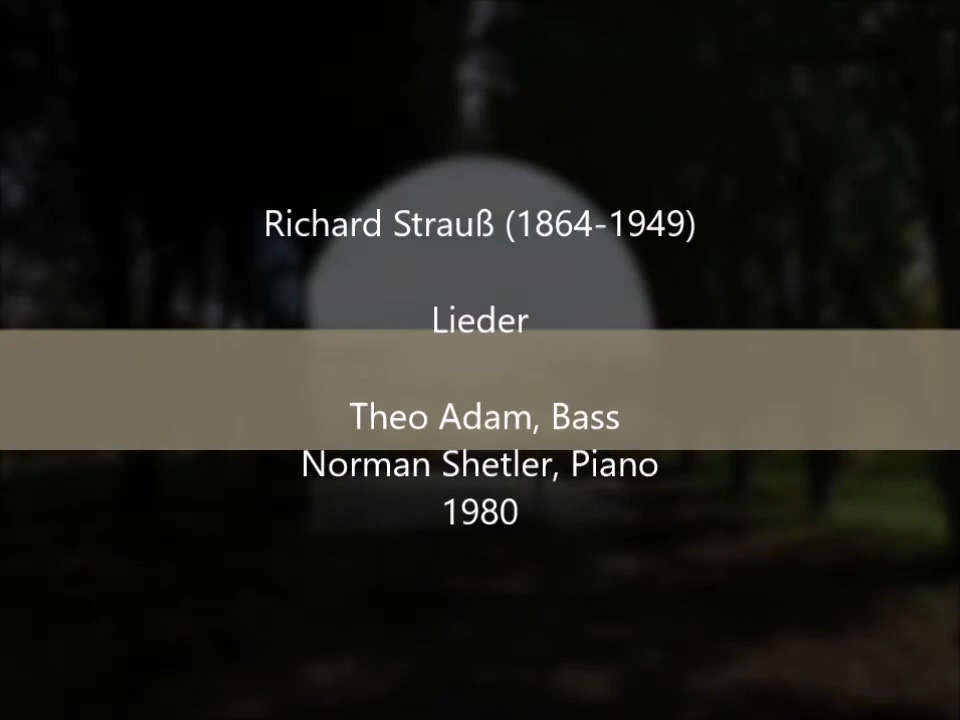 Richard Strauß (1864-1949)
Lieder
Theo Adam, Bass
Norman Shetler, Piano
1980